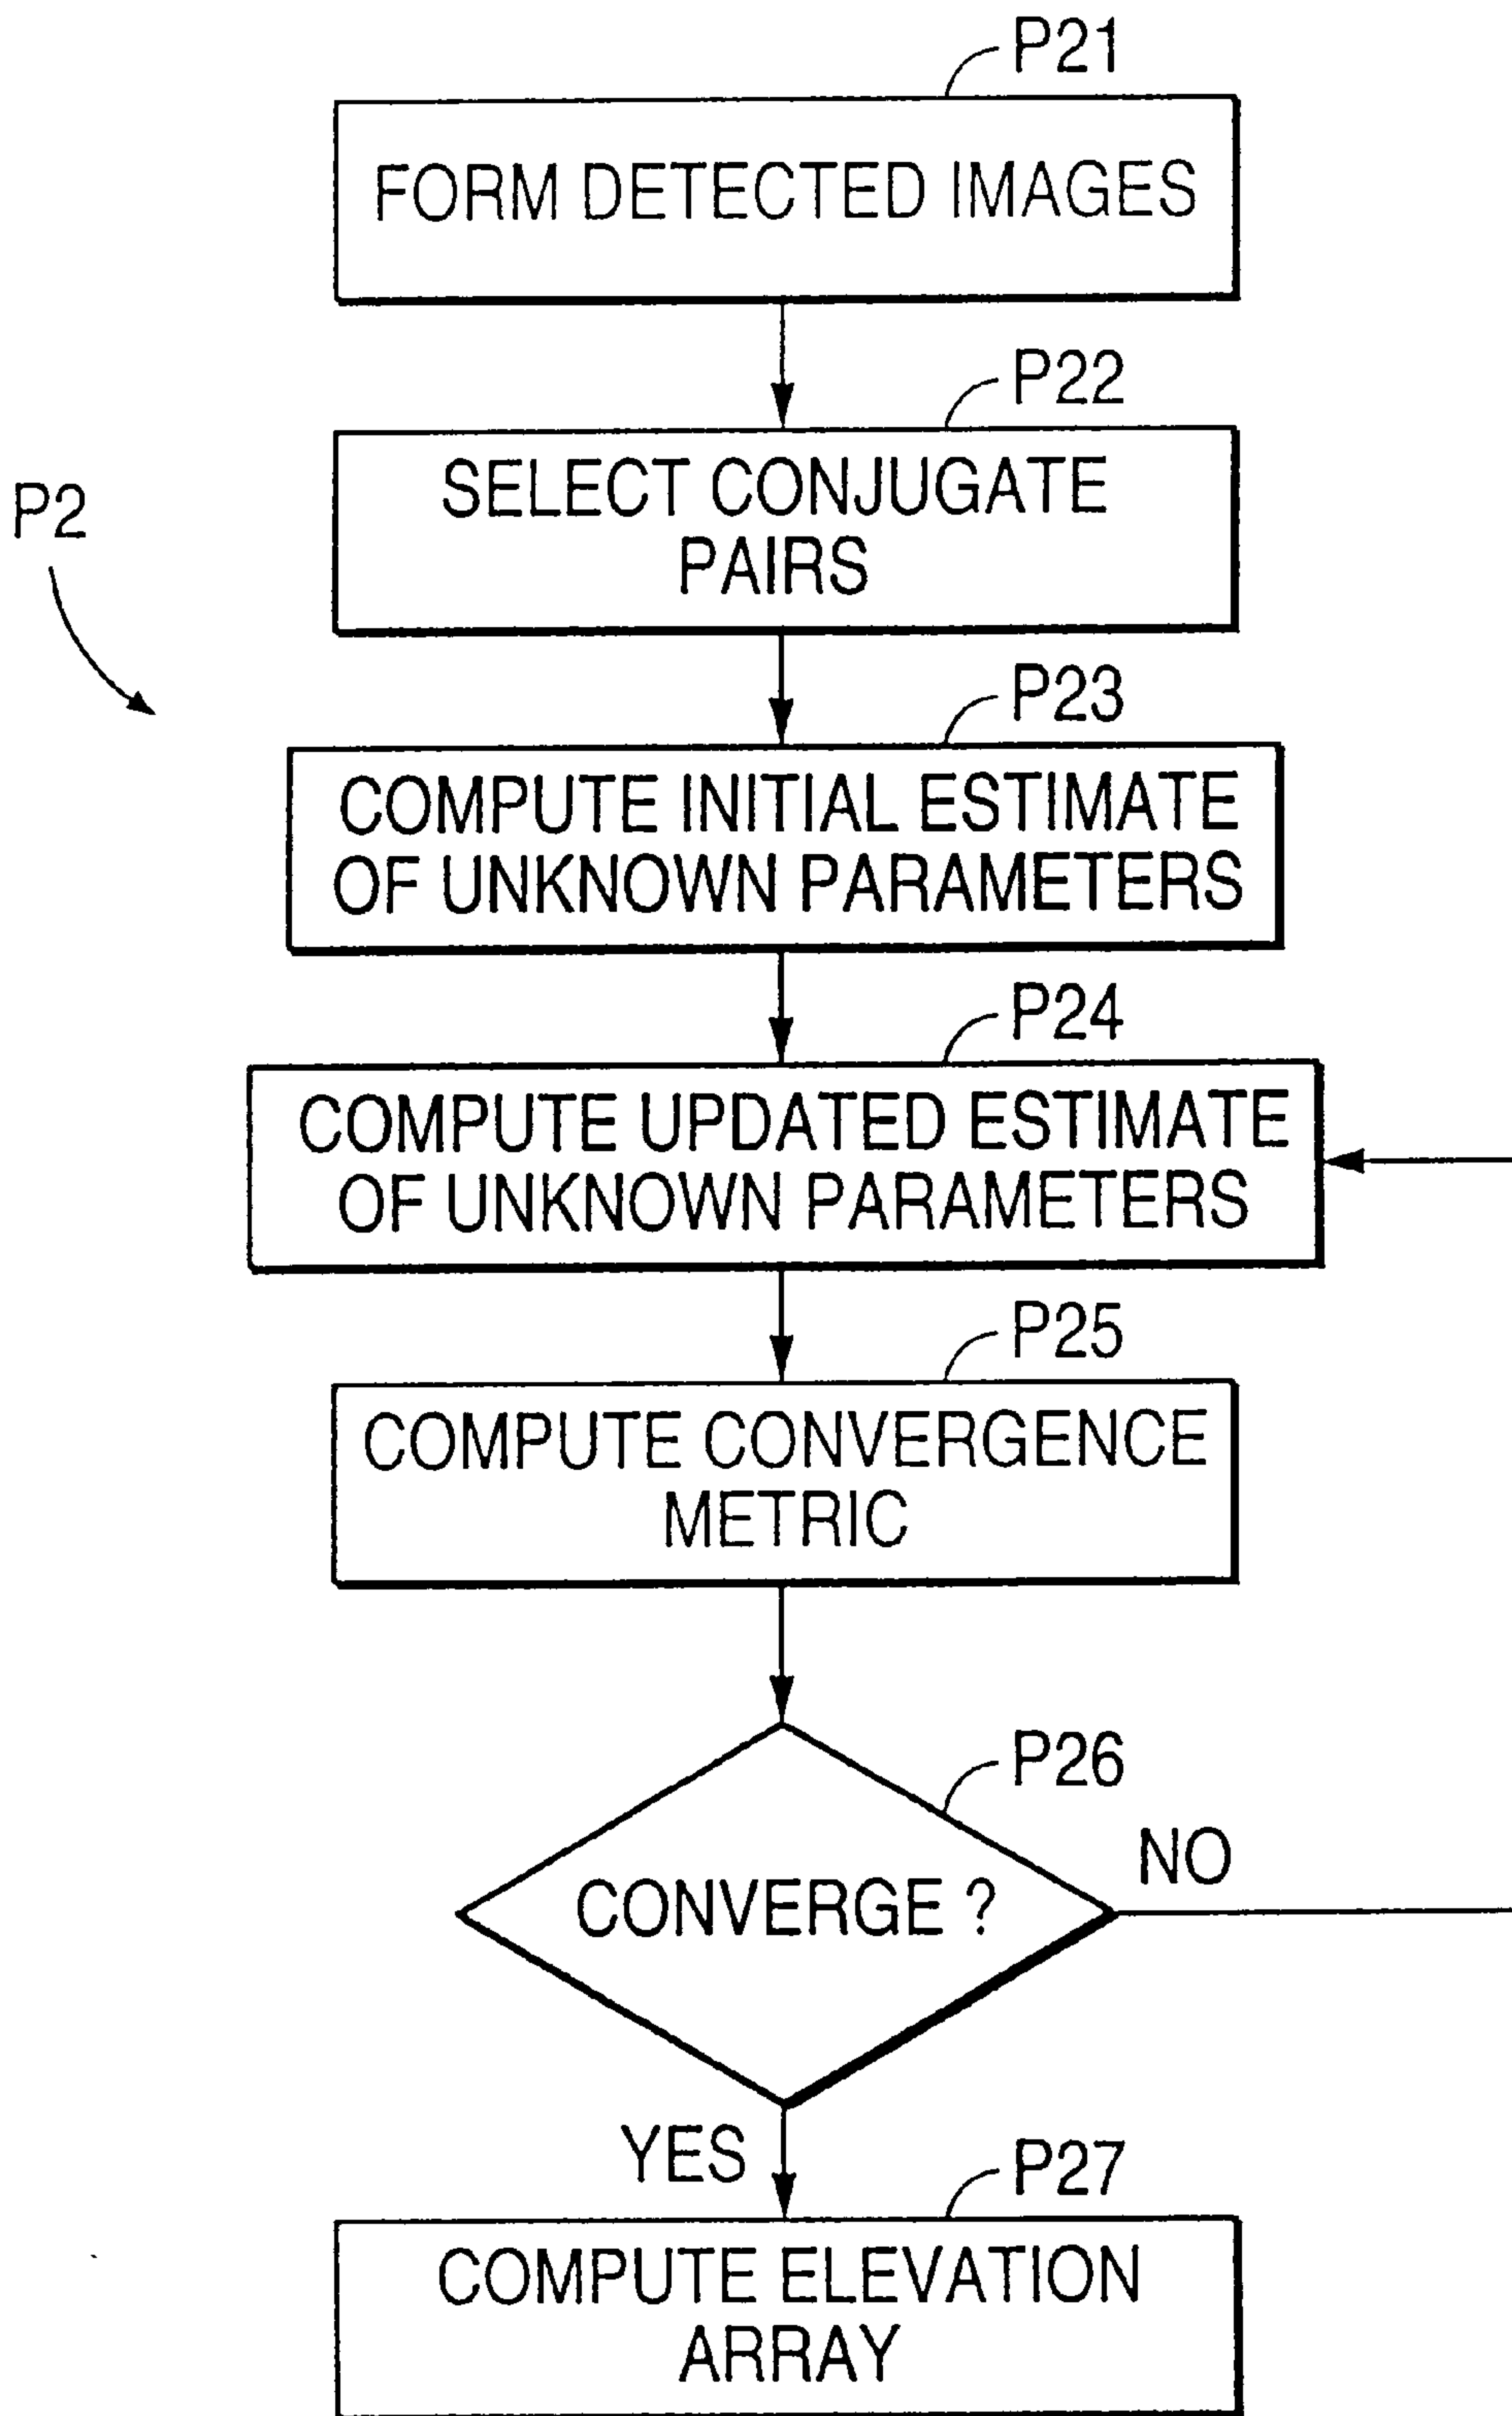 P21
FORM DETECTED IMAGES
P22
SELECT CONJUGATE
PAIRS
P2
P23
COMPUTE INITIAL ESTIMATE
OF UNKNOWN PARAMETERS
P24
COMPUTE UPDATED ESTIMATE
OF UNKNOWN PARAMETERS
P25
COMPUTE CONVERGENCE
METRIC
P26
NO
CONVERGE ?
YES
P27
COMPUTE ELEVATION
ARRAY